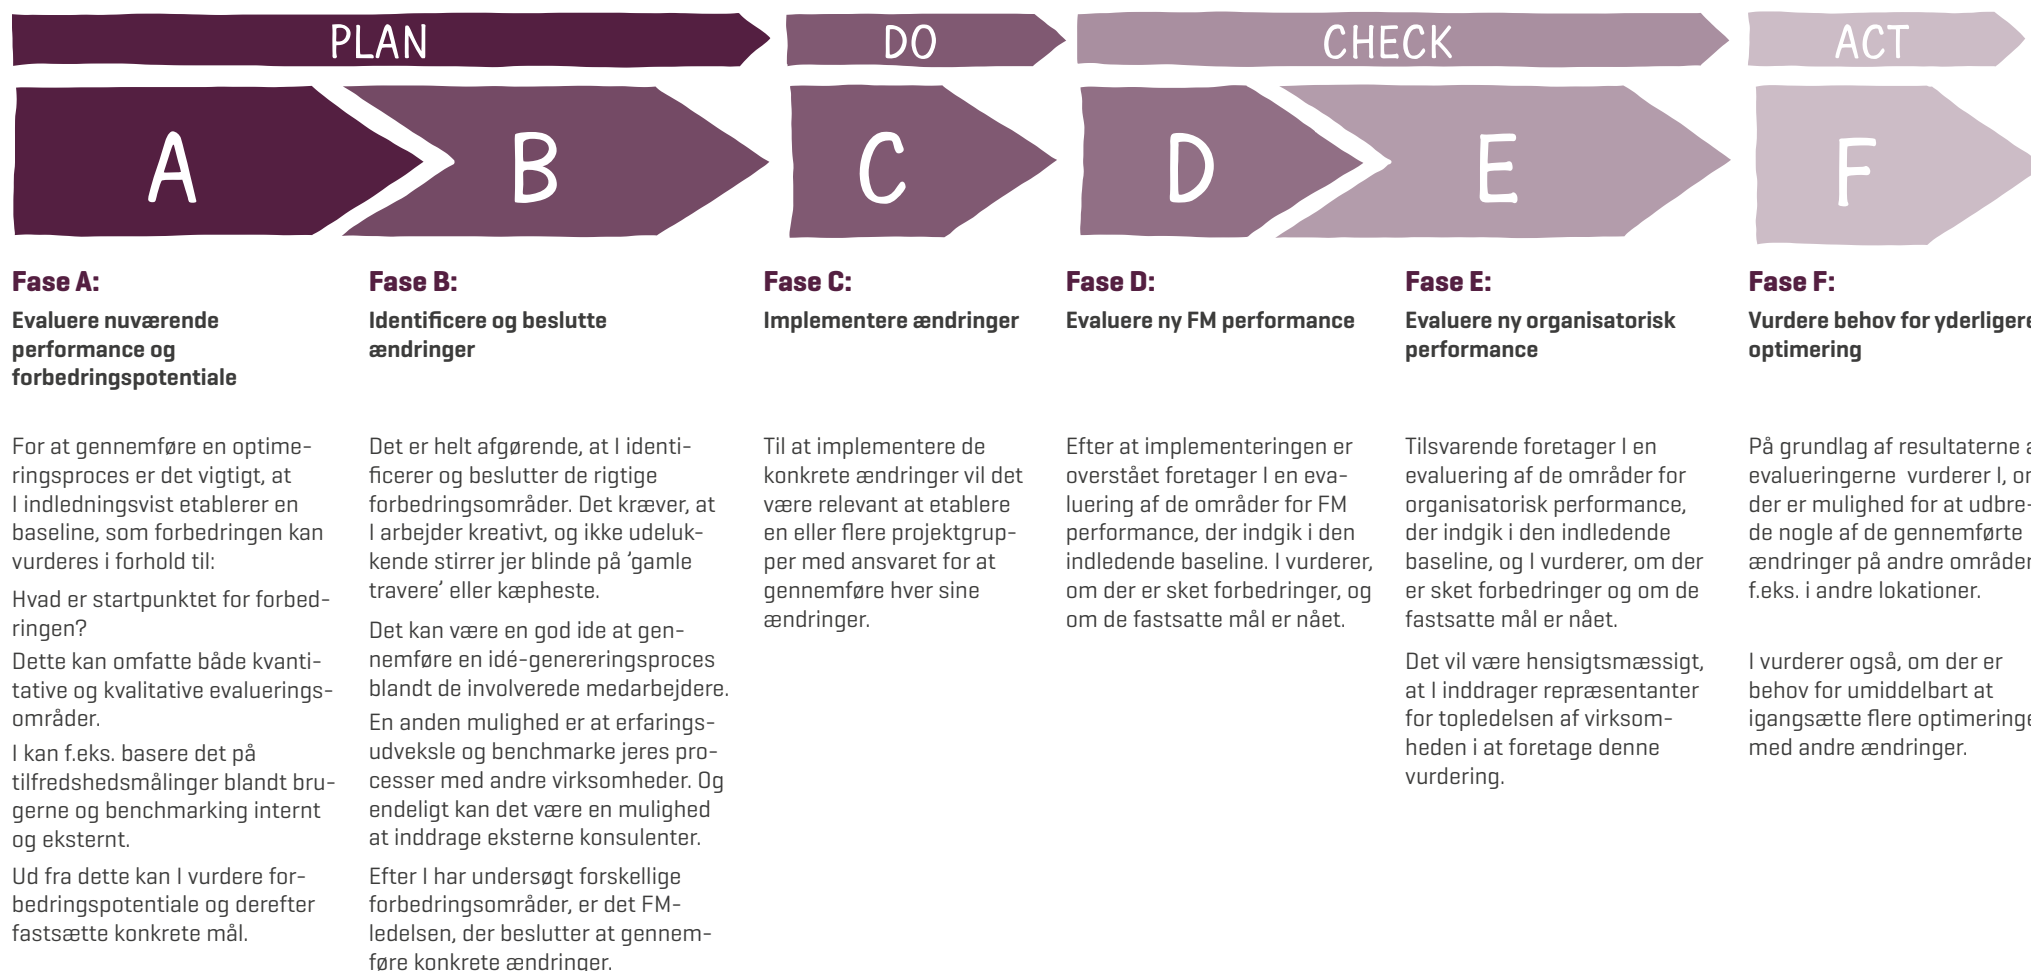 PLAN
DO
CHECK
ACT
A
B
C
D
E
F
Fase A:
Evaluere nuværende
performance og
forbedringspotentiale
For at gennemføre en optime-
ringsproces er det vigtigt, at
I indledningsvist etablerer en
baseline, som forbedringen kan
vurderes i forhold til:
Hvad er startpunktet for forbed-
ringen?
Dette kan omfatte både kvanti-
tative og kvalitative evaluerings-
områder.
I kan f.eks. basere det på
tilfredshedsmålinger blandt bru-
gerne og benchmarking internt
og eksternt.
Ud fra dette kan I vurdere for-
bedringspotentiale og derefter
fastsætte konkrete mål.
Fase B:
Identificere og beslutte
ændringer
Det er helt afgørende, at I identi-
ficerer og beslutter de rigtige
forbedringsområder. Det kræver, at
I arbejder kreativt, og ikke udeluk-
kende stirrer jer blinde på ’gamle
travere’ eller kæpheste.
Det kan være en god ide at gen-
nemføre en idé-genereringsproces
blandt de involverede medarbejdere.
En anden mulighed er at erfarings-
udveksle og benchmarke jeres pro-
cesser med andre virksomheder. Og
endeligt kan det være en mulighed
at inddrage eksterne konsulenter.
Efter I har undersøgt forskellige
forbedringsområder, er det FM-
ledelsen, der beslutter at gennem-
føre konkrete ændringer.
Fase C:
Implementere ændringer
Til at implementere de
konkrete ændringer vil det
være relevant at etablere
en eller flere projektgrup-
per med ansvaret for at
gennemføre hver sine
ændringer.
Fase D:
Evaluere ny FM performance
Efter at implementeringen er
overstået foretager I en eva-
luering af de områder for FM
performance, der indgik i den
indledende baseline. I vurderer,
om der er sket forbedringer, og
om de fastsatte mål er nået.
Fase E:
Evaluere ny organisatorisk
performance
Tilsvarende foretager I en
evaluering af de områder for
organisatorisk performance,
der indgik i den indledende
baseline, og I vurderer, om der
er sket forbedringer og om de
fastsatte mål er nået.
Det vil være hensigtsmæssigt,
at I inddrager repræsentanter
for topledelsen af virksom-
heden i at foretage denne
vurdering.
Fase F:
Vurdere behov for yderligere
optimering
På grundlag af resultaterne
evalueringerne vurderer I,
der er mulighed for at udbre-
de nogle af de gennemførte
ændringer på andre områder
f.eks. i andre lokationer.
I vurderer også, om der er
behov for umiddelbart at
igangsætte flere
med andre ændringer.